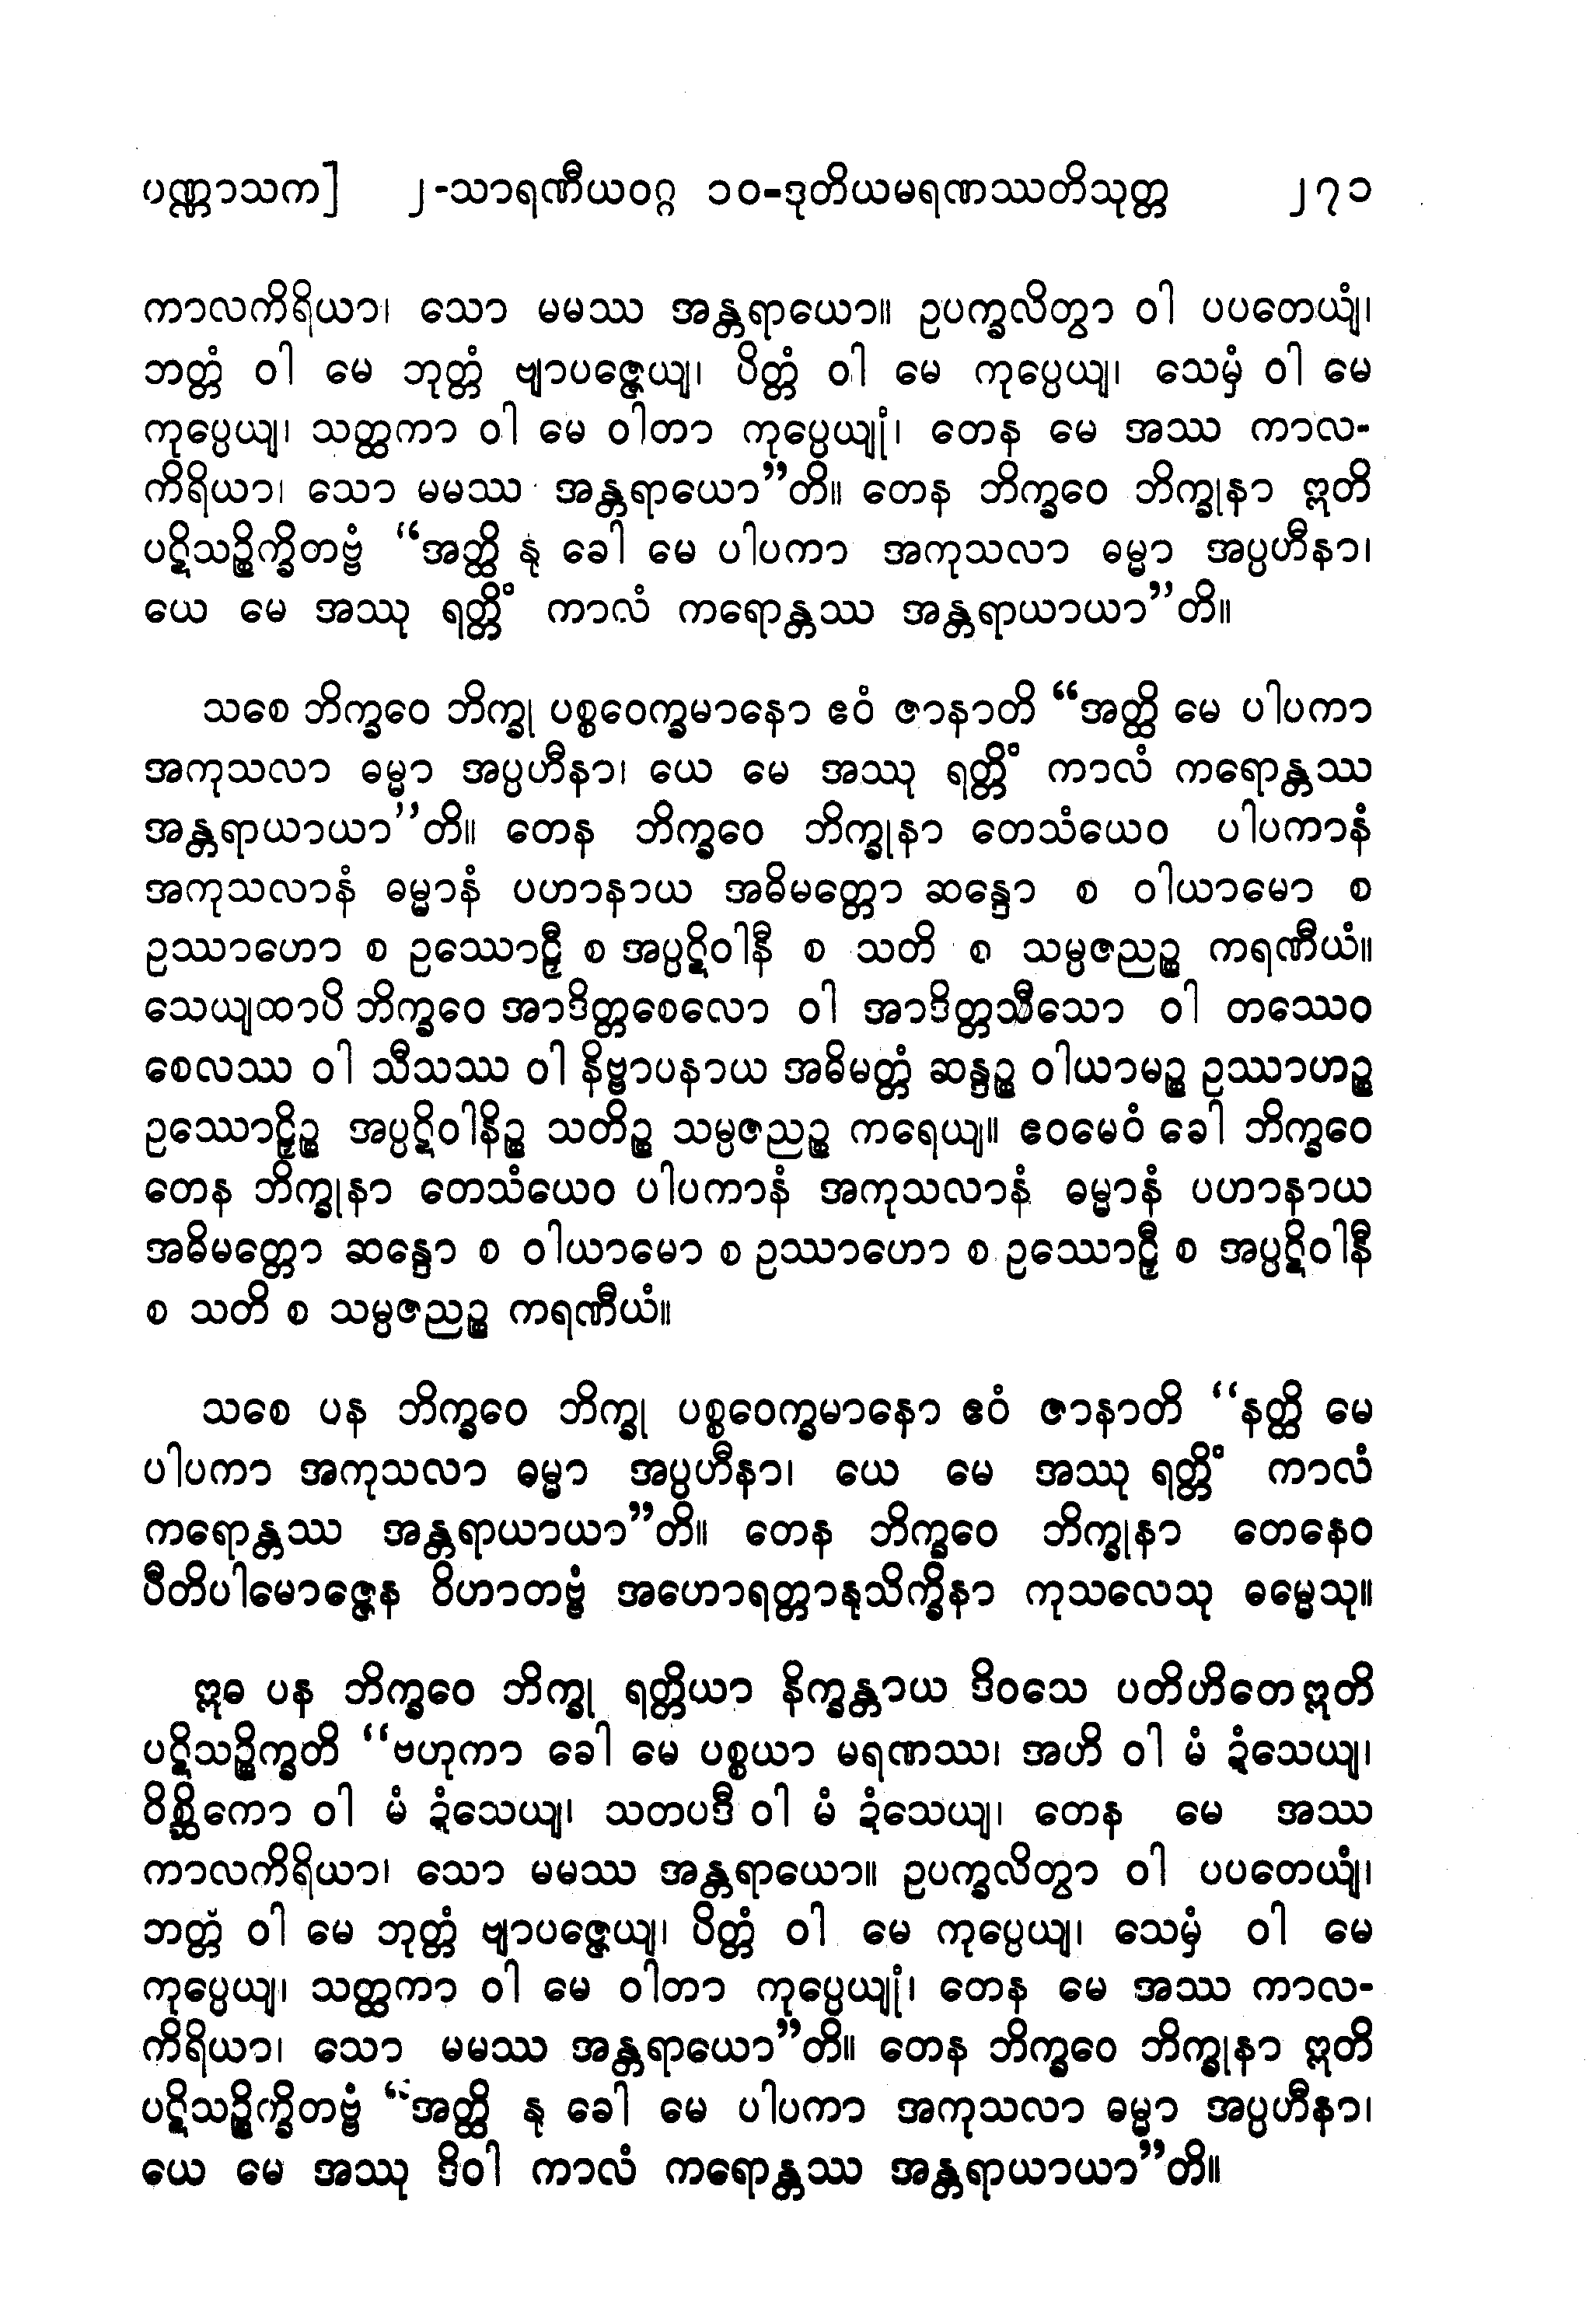 ပဏ္ဏာသက] ၂-သာရဏီယဝဂ္ဂ ၁၀-ဒုတိယမရဏဿတိသုတ္တ ၂၇၁
ကာလကိရိယာ၊ သော မမဿ အန္တရာယော။ ဥပက္ခလိတွာ ဝါ ပပတေယျံ၊
ဘတ္တံ ဝါ မေ ဘုတ္တံ ဗျာပဇ္ဇေယျ၊ ပိတ္တံ ဝါ မေ ကုပ္ပေယျ၊ သေမှံ ဝါ မေ
ကုပ္ပေယျ၊ သတ္ထကာ ဝါ မေ ဝါတာ ကုပ္ပေယျုံ၊ တေန မေ အဿ ကာလ-
ကိရိယာ၊ သော မမဿ အန္တရာယော”တိ။ တေန ဘိက္ခဝေ ဘိက္ခုနာ ဣတိ
ပဋိသဉ္စိက္ခိတဗ္ဗံ “အတ္ထိ နု ခေါ မေ ပါပကာ အကုသလာ ဓမ္မာ အပ္ပဟီနာ၊
ယေ မေ အဿု ရတ္တိံ ကာလံ ကရောန္တဿ အန္တရာယာယာ”တိ။
သစေ ဘိက္ခဝေ ဘိက္ခု ပစ္စဝေက္ခမာနော ဧဝံ ဇာနာတိ “အတ္ထိ မေ ပါပကာ
အကုသလာ ဓမ္မာ အပ္ပဟီနာ၊ ယေ မေ အဿု ရတ္တိံ ကာလံ ကရောန္တဿ
အန္တရာယာယာ”တိ။ တေန ဘိက္ခဝေ ဘိက္ခုနာ တေသံယေဝ ပါပကာနံ
အကုသလာနံ ဓမ္မာနံ ပဟာနာယ အဓိမတ္တော ဆန္ဒော စ ဝါယာမော စ
ဥဿာဟော စ ဥဿောဠှီ စ အပ္ပဋိဝါနီ စ သတိ စ သမ္ပဇညဉ္စ ကရဏီယံ။
သေယျထာပိ ဘိက္ခဝေ အာဒိတ္တစေလော ဝါ အာဒိတ္တသီသော ဝါ တဿေဝ
စေလဿ ဝါ သီသဿ ဝါ နိဗ္ဗာပနာယ အဓိမတ္တံ ဆန္ဒဉ္စ ဝါယာမဉ္စ ဥဿာဟဉ္စ
ဥဿောဠှိဉ္စ အပ္ပဋိဝါနိဉ္စ သတိဉ္စ သမ္ပဇညဉ္စ ကရေယျ။ ဧဝမေဝံ ခေါ ဘိက္ခဝေ
တေန ဘိက္ခုနာ တေသံယေဝ ပါပကာနံ အကုသလာနံ ဓမ္မာနံ ပဟာနာယ
အဓိမတ္တော ဆန္ဒော စ ဝါယာမော စ ဥဿာဟော စ ဥဿောဠှီ စ အပ္ပဋိဝါနီ
စ သတိ စ သမ္ပဇညဉ္စ ကရဏီယံ။
သစေ ပန ဘိက္ခဝေ ဘိက္ခု ပစ္စဝေက္ခမာနော ဧဝံ ဇာနာတိ “နတ္ထိ မေ
ပါပကာ အကုသလာ ဓမ္မာ အပ္ပဟီနာ၊ ယေ မေ အဿု ရတ္တိံ ကာလံ
ကရောန္တဿ အန္တရာယာယာ”တိ။ တေန ဘိက္ခဝေ ဘိက္ခုနာ တေနေဝ
ပီတိပါမောဇ္ဇေန ဝိဟာတဗ္ဗံ အဟောရတ္တာနုသိက္ခိနာ ကုသလေသု ဓမ္မေသု။
ဣဓ ပန ဘိက္ခဝေ ဘိက္ခု ရတ္တိယာ နိက္ခန္တာယ ဒိဝသေ ပတိဟိတေ ဣတိ
ပဋိသဉ္စိက္ခတိ “ဗဟုကာ ခေါ မေ ပစ္စယာ မရဏဿ၊ အဟိ ဝါ မံ ဍံသေယျ၊
ဝိစ္ဆိကော ဝါ မံ ဍံသေယျ၊ သတပဒီ ဝါ မံ ဍံသေယျ၊ တေန မေ အဿ
ကာလကိရိယာ၊ သော မမဿ အန္တရာယော။ ဥပက္ခလိတွာ ဝါ ပပတေယျံ၊
ဘတ္တံ ဝါ မေ ဘုတ္တံ ဗျာပဇ္ဇေယျ၊ ပိတ္တံ ဝါ မေ ကုပ္ပေယျ၊ သေမှံ ဝါ မေ
ကုပ္ပေယျ၊ သတ္ထကာ ဝါ မေ ဝါတာ ကုပ္ပေယျုံ၊ တေန မေ အဿ ကာလ-
ကိရိယာ၊ သော မမဿ အန္တရာယော”တိ။ တေန ဘိက္ခဝေ ဘိက္ခုနာ ဣတိ
ပဋိသဉ္စိက္ခိတဗ္ဗံ “အတ္ထိ နု ခေါ မေ ပါပကာ အကုသလာ ဓမ္မာ အပ္ပဟီနာ၊
ယေ မေ အဿု ဒိဝါ ကာလံ ကရောန္တဿ အန္တရာယာယာ”တိ။